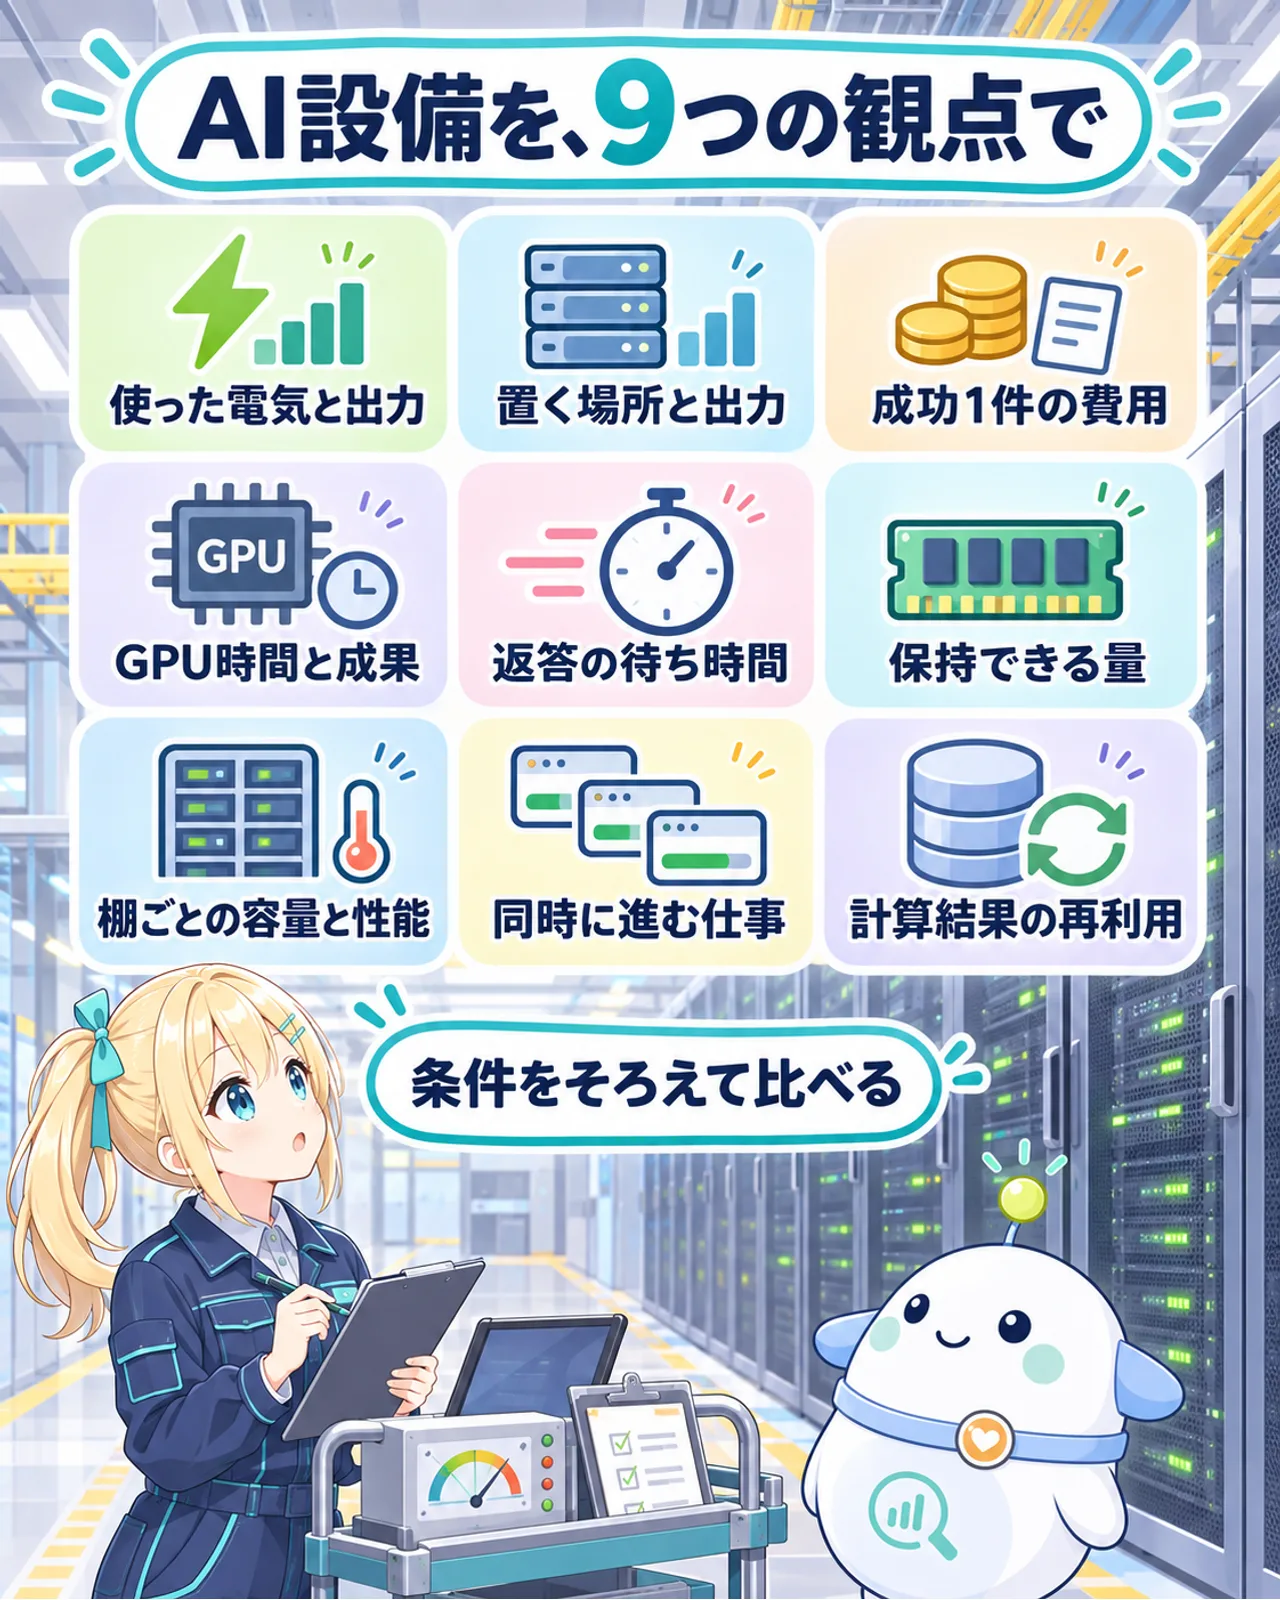 AI設備を、9つの観点で
使った電気と出力
置く場所と出力
成功1件の費用
GPU
GPU時間と成果
返答の待ち時間
保持できる量
棚ごとの容量と性能
同時に進む仕事
計算結果の再利用
条件をそろえて比べる